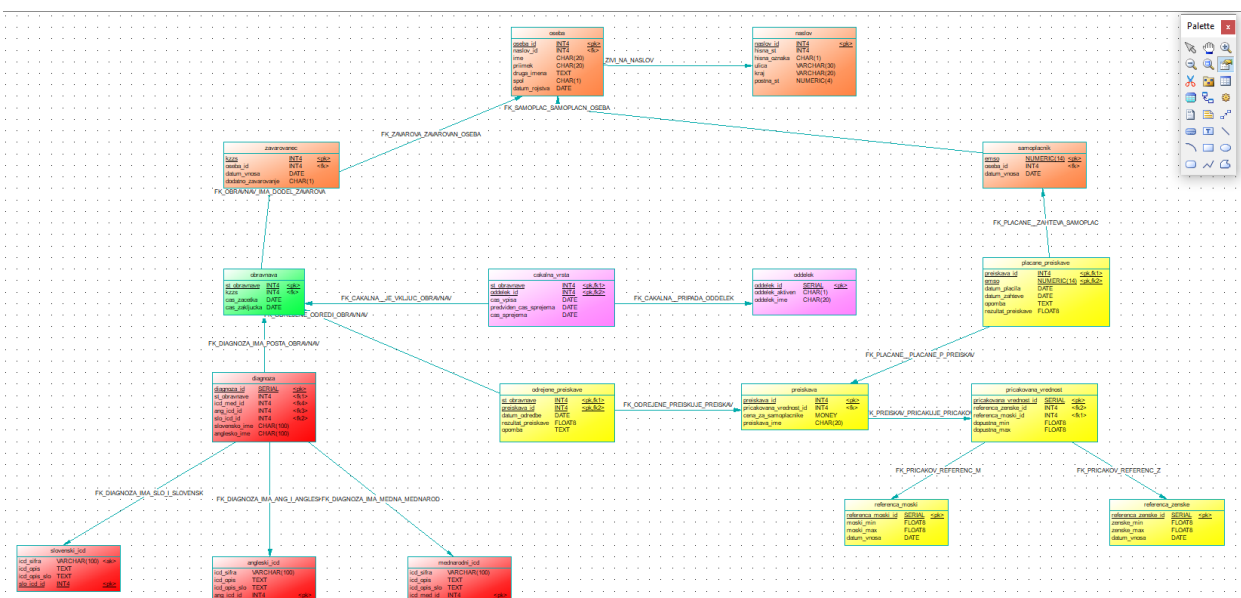 Palette
oseba
oseba_id INT4 <pk>
naslov_id INT4 <fk>
ime CHAR(20)
priimek CHAR(20)
druga_imena TEXT
spol CHAR(1)
datum_rojstva DATE
ZIVI_NA_NASLOV
naslov
naslov_id INT4 <pk>
hisna_st INT4
hisna_oznaka CHAR(1)
ulica VARCHAR(30)
kraj VARCHAR(20)
postna_st NUMERIC(4)
FK_SAMOPLAC_SAMOPLACN_OSEBA
FK_ZAVAROVA_ZAVAROVAN_OSEBA
zavarovanec
kzzs INT4 <pk>
oseba_id INT4 <fk>
datum_vnosa DATE
dodatno_zavarovanje CHAR(1)
samoplacnik
emso NUMERIC(14) <pk>
oseba_id INT4 <fk>
datum_vnosa DATE
FK_OBRAVNAV_IMA_DODEL_ZAVAROVA
FK_PLACANE__ZAHTEVA_SAMOPLAC
obravnava
st_obravnave INT4 <pk>
kzzs INT4 <fk>
cas_zacetka DATE
cas_zakljucka DATE
FK_CAKALNA__JE_VKLJUC_OBRAVNAV
cakalna_vrsta
st_obravnave INT4 <pk,fk1>
oddelek_id INT4 <pk,fk2>
cas_vpisa DATE
predviden_cas_sprejema DATE
cas_sprejema DATE
FK_CAKALNA__PRIPADA_ODDELEK
oddelek
oddelek_id SERIAL <pk>
oddelek_aktiven CHAR(1)
oddelek_ime CHAR(20)
placane_preiskave
preiskava_id INT4 <pk,fk1>
emso NUMERIC(14) <pk,fk2>
datum_placila DATE
datum_zahteve DATE
opomba TEXT
rezultat_preiskave FLOAT8
ODREDI_OBRAVNAV
FK_DIAGNOZA_IMA_POSTA_OBRAVNAV
FK_PLACANE__PLACANE_P_PREISKAV
diagnoza
diagnoza_id SERIAL <pk>
st_obravnave INT4 <fk1>
icd_med_id INT4 <fk4>
ang_icd_id INT4 <fk3>
slo_icd_id INT4 <fk2>
slovensko_ime CHAR(100)
anglesko_ime CHAR(100)
odrejene_preiskave
st_obravnave INT4 <pk,fk1>
preiskava_id INT4 <pk,fk2>
datum_odredbe DATE
rezultat_preiskave FLOAT8
opomba TEXT
FK_ODREJENE_PREISKUJE_PREISKAV
preiskava
preiskava_id INT4 <pk>
pricakovana_vrednost_id INT4 <fk>
cena_za_samoplacnike MONEY
preiskava_ime CHAR(20)
FK_PREISKAV_PRICAKUJE_PRICAKOV
pricakovana_vrednost
pricakovana_vrednost_id SERIAL <pk>
referenca_zenske_id INT4 <fk2>
referenca_moski_id INT4 <fk1>
dopustna_min FLOAT8
dopustna_max FLOAT8
FK_PRICAKOV_REFERENC_M
FK_PRICAKOV_REFERENC_Z
FK_DIAGNOZA_IMA_SLO_I_SLOVENSK
FK_DIAGNOZA_IMA_ANG_I_ANGLESK
FK_DIAGNOZA_IMA_MEDNA_MEDNAROD
referenca_moski
referenca_moski_id SERIAL <pk>
moski_min FLOAT8
moski_max FLOAT8
datum_vnosa DATE
referenca_zenske
referenca_zenske_id SERIAL <pk>
zenske_min FLOAT8
zenske_max FLOAT8
datum_vnosa DATE
slovenski_icd
icd_sifra VARCHAR(100) <ak>
icd_opis TEXT
icd_opis_slo TEXT
slo_icd_id INT4 <pk>
angleski_icd
icd_sifra VARCHAR(100)
icd_opis TEXT
icd_opis_slo TEXT
ang_icd_id INT4 <pk>
mednarodni_icd
icd_sifra VARCHAR(100)
icd_opis TEXT
icd_opis_slo TEXT
icd_med_id INT4 <pk>